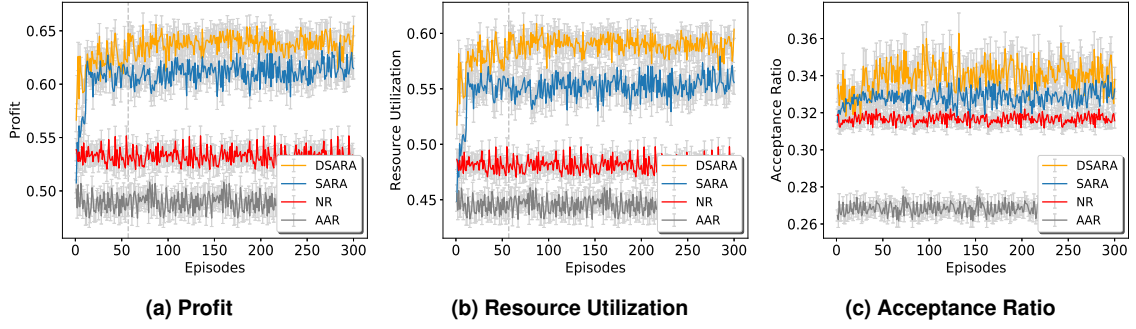 0.65
0.60
0.55
0.50
Profit
0 50 100 150 200 250 300
Episodes
DSARA
SARA
NR
AAR
(a) Profit
0.60
0.55
0.50
0.45
Resource Utilization
0 50 100 150 200 250 300
Episodes
DSARA
SARA
NR
AAR
(b) Resource Utilization
0.36
0.34
0.32
0.30
0.28
0.26
Acceptance Ratio
0 50 100 150 200 250 300
Episodes
DSARA
SARA
NR
AAR
(c) Acceptance Ratio